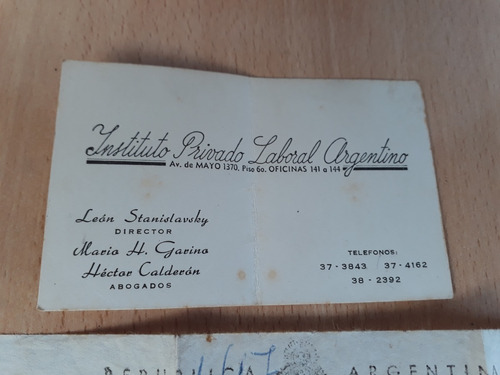 Instituto Privado Laboral Argentino
Av. de MAYO 1370. Piso 6o. OFICINAS 141 a 144
León Stanislavsky
DIRECTOR
Mario H. Garino
Héctor Calderón
ABOGADOS
TELEFONOS:
37-3843 / 37-4162
38-2392
REPUBLICA ARGENTINA